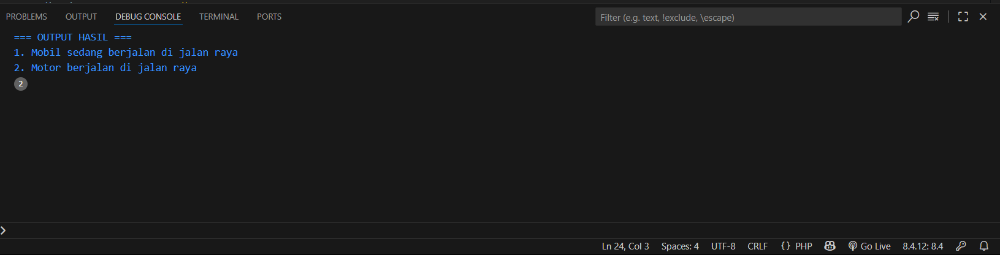 PROBLEMS OUTPUT DEBUG CONSOLE TERMINAL PORTS Filter (e.g. text, !exclude, \escape)
=== OUTPUT HASIL ===
1. Mobil sedang berjalan di jalan raya
2. Motor berjalan di jalan raya
2
Ln 24, Col 3 Spaces: 4 UTF-8 CRLF {} PHP Go Live 8.4.12: 8.4